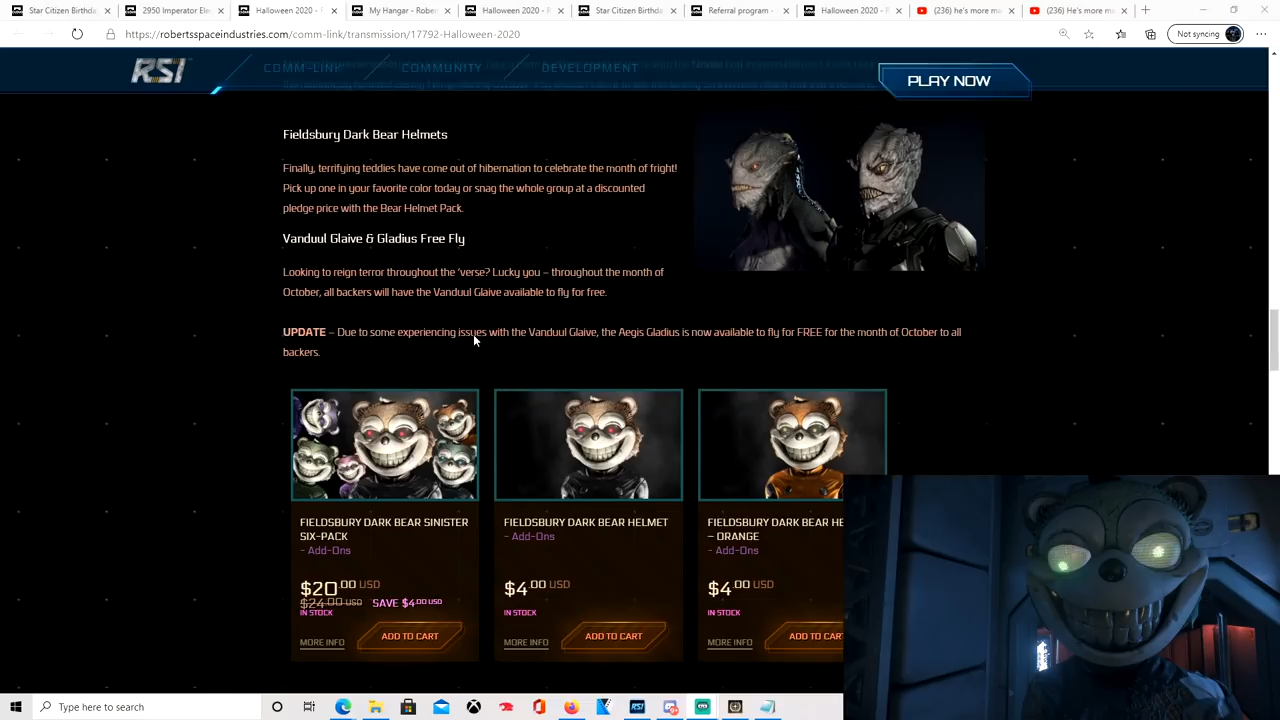 Star Citizen Birthda
2950 Imperator Ele
Halloween 2020 - R
My Hangar - Rober
Halloween 2020 - R
Star Citizen Birthda
Referral program -
Halloween 2020 - R
(236) he's more ma
(236) He's more me
https://robertsspaceindustries.com/comm-link/transmission/17792-Halloween-2020
Not syncing
RSI
COMM-LINK
COMMUNITY
DEVELOPMENT
PLAY NOW
Fieldsbury Dark Bear Helmets
Finally, terrifying teddies have come out of hibernation to celebrate the month of fright!
Pick up one in your favorite color today or snag the whole group at a discounted
pledge price with the Bear Helmet Pack.
Vanduul Glaive & Gladius Free Fly
Looking to reign terror throughout the 'verse? Lucky you – throughout the month of
October, all backers will have the Vanduul Glaive available to fly for free.
UPDATE – Due to some experiencing issues with the Vanduul Glaive, the Aegis Gladius is now available to fly for FREE for the month of October to all
backers.
FIELDSBURY DARK BEAR SINISTER
SIX-PACK
- Add-Ons
$20.00 USD
$24.00 USD SAVE $4.00 USD
IN STOCK
MORE INFO
ADD TO CART
FIELDSBURY DARK BEAR HELMET
- Add-Ons
$4.00 USD
IN STOCK
MORE INFO
ADD TO CART
FIELDSBURY DARK BEAR HE
– ORANGE
- Add-Ons
$4.00 USD
IN STOCK
MORE INFO
ADD TO CART
Type here to search
RSI